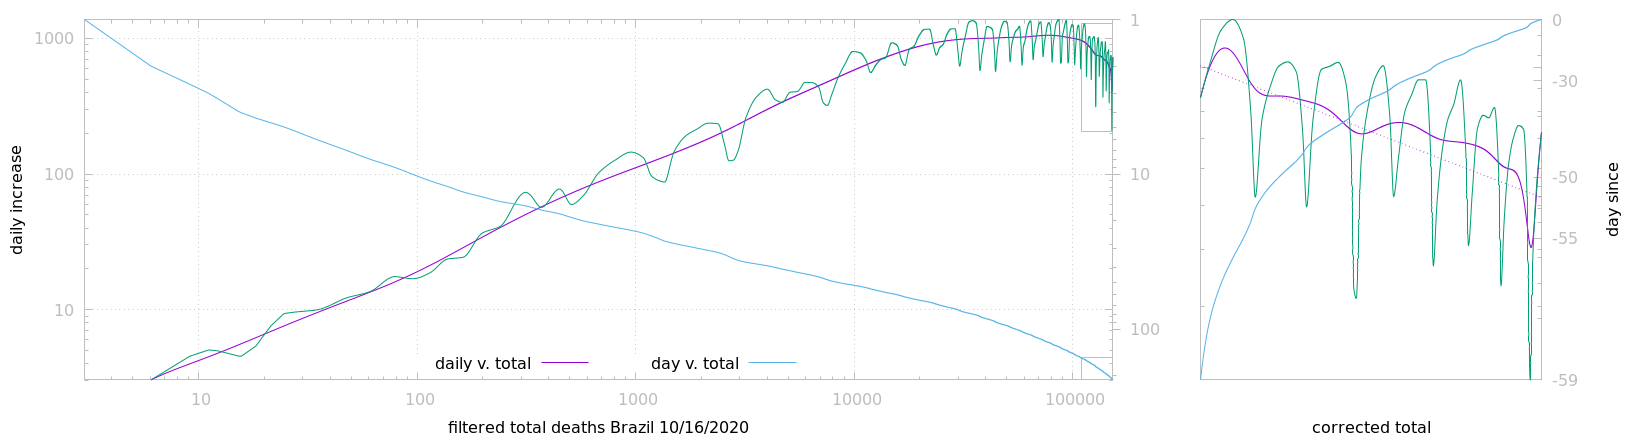 daily increase
1000
100
10
10
100
1000
10000
100000
daily v. total
day v. total
filtered total deaths Brazil 10/16/2020
1
10
100
0
-30
-50
-55
-59
day since
corrected total